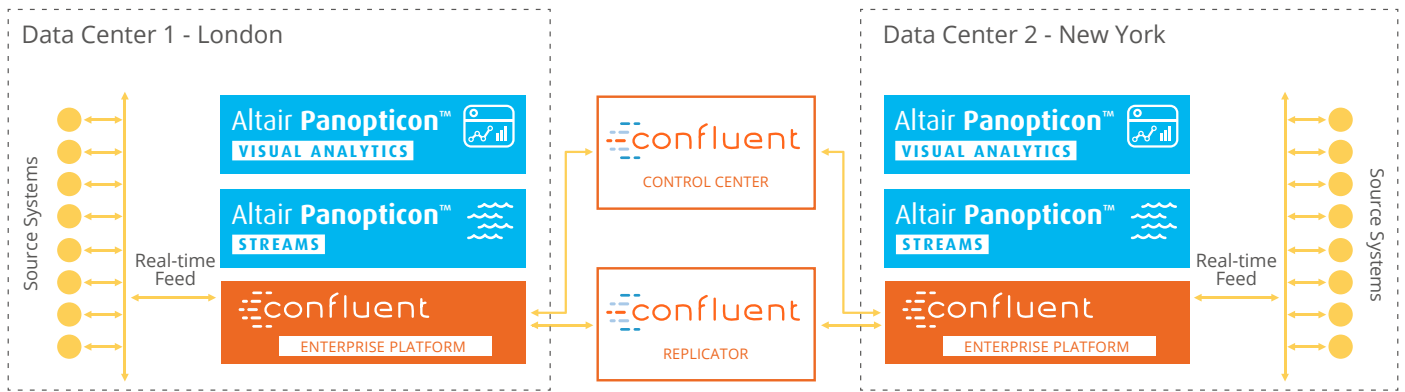 Data Center 1 - London
Source Systems
Real-time
Feed
Altair Panopticon™
VISUAL ANALYTICS
Altair Panopticon™
STREAMS
confluent
ENTERPRISE PLATFORM
confluent
CONTROL CENTER
confluent
REPLICATOR
Data Center 2 - New York
Altair Panopticon™
VISUAL ANALYTICS
Altair Panopticon™
STREAMS
confluent
ENTERPRISE PLATFORM
Real-time
Feed
Source Systems